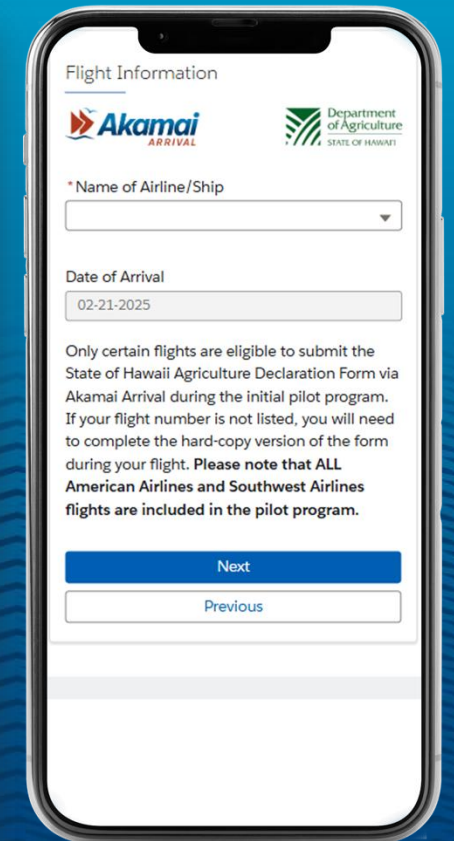 Flight Information
Akamai
ARRIVAL
Department
of Agriculture
STATE OF HAWAI'I
*Name of Airline/Ship
Date of Arrival
02-21-2025
Only certain flights are eligible to submit the
State of Hawaii Agriculture Declaration Form via
Akamai Arrival during the initial pilot program.
If your flight number is not listed, you will need
to complete the hard-copy version of the form
during your flight. Please note that ALL
American Airlines and Southwest Airlines
flights are included in the pilot program.
Next
Previous